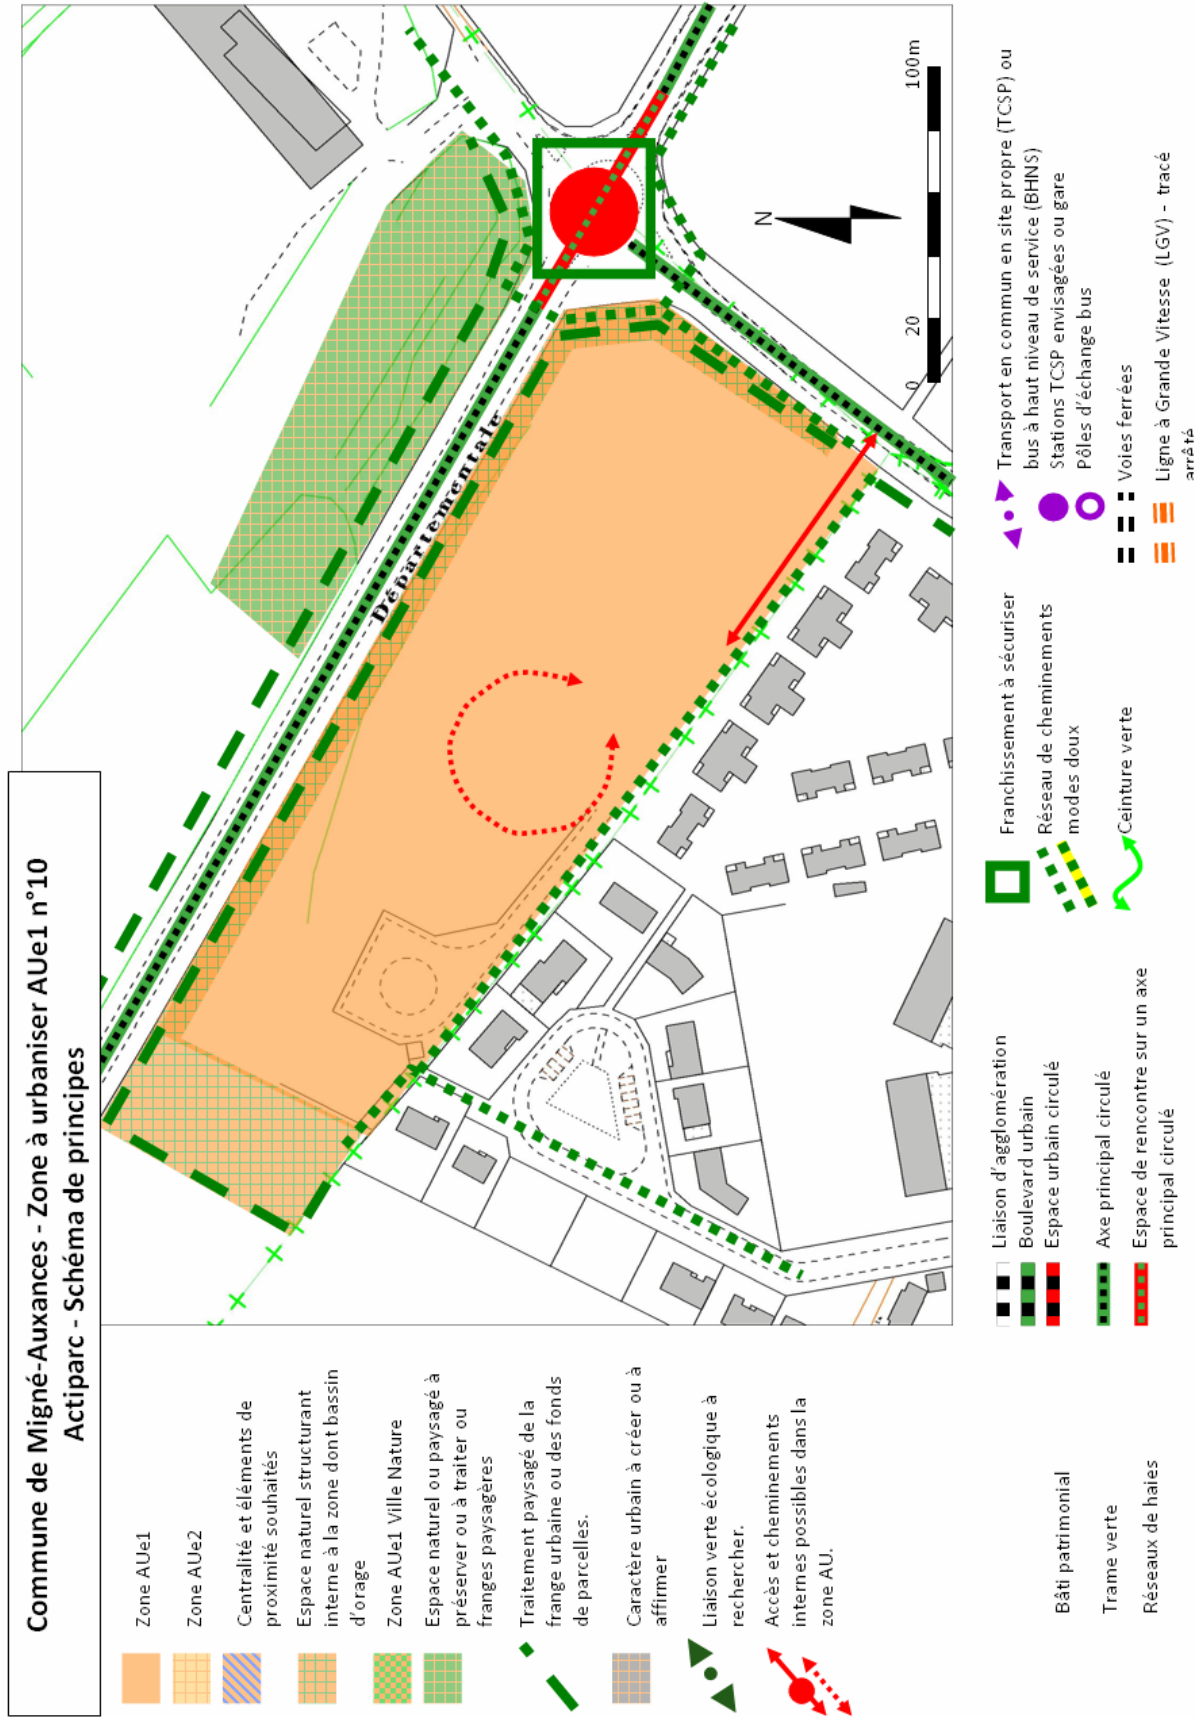 Commune de Migné-Auxances - Zone à urbaniser AUe1 n°10
Actiparc - Schéma de principes
Départementale
N
0
20
100m
Zone AUe1
Zone AUe2
Centralité et éléments de
proximité souhaités
Espace naturel structurant
interne à la zone dont bassin
d'orage
Zone AUe1 Ville Nature
Espace naturel ou paysagé à
préserver ou à traiter ou
franges paysagères
Traitement paysagé de la
frange urbaine ou des fonds
de parcelles.
Caractère urbain à créer ou à
affirmer
Liaison verte écologique à
rechercher.
Accès et cheminements
internes possibles dans la
zone AU.
Bâti patrimonial
Trame verte
Réseaux de haies
Liaison d'agglomération
Boulevard urbain
Espace urbain circulé
Axe principal circulé
Espace de rencontre sur un axe
principal circulé
Franchissement à sécuriser
Réseau de cheminements
modes doux
Ceinture verte
Transport en commun en site propre (TCSP) ou
bus à haut niveau de service (BHNS)
Stations TCSP envisagées ou gare
Pôles d'échange bus
Voies ferrées
Ligne à Grande Vitesse (LGV) - tracé
arrêté